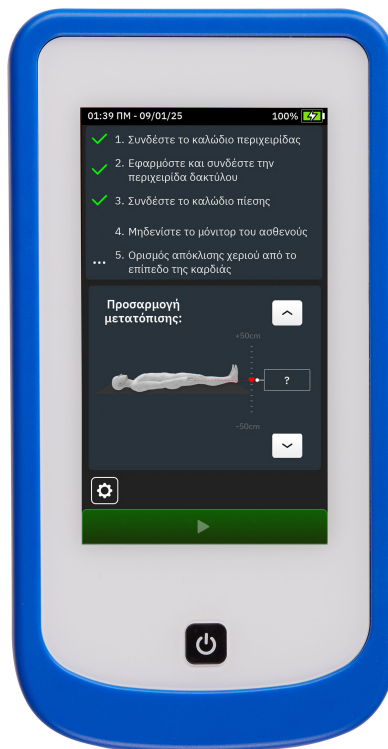 01:39 ΠΜ - 09/01/25 100%
1. Συνδέστε το καλώδιο περιχειρίδας
2. Εφαρμόστε και συνδέστε την
περιχειρίδα δακτύλου
3. Συνδέστε το καλώδιο πίεσης
4. Μηδενίστε το μόνιτορ του ασθενούς
... 5. Ορισμός απόκλισης χεριού από το
επίπεδο της καρδιάς
Προσαρμογή
μετατόπισης:
+50cm
?
-50cm